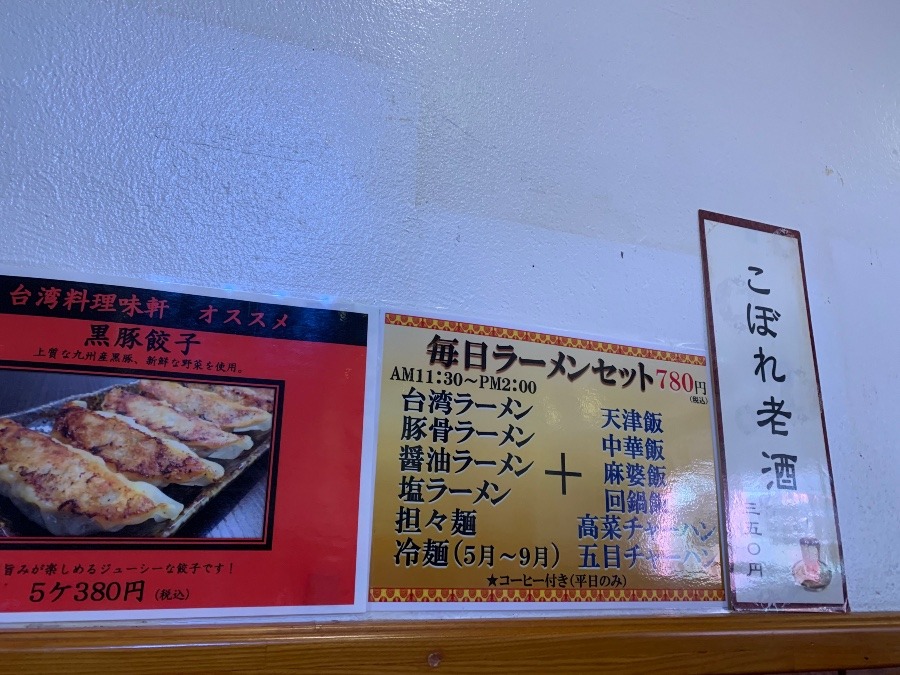 台湾料理味軒 オススメ
黒豚餃子
上質な九州産黒豚、新鮮な野菜を使用。
旨みが楽しめるジューシーな餃子です!
5ケ380円(税込)
毎日ラーメンセット780円
(税込)
AM11:30〜PM2:00
台湾ラーメン
豚骨ラーメン
醤油ラーメン
塩ラーメン
担々麺
冷麺(5月〜9月)
+
天津飯
中華飯
麻婆飯
回鍋飯
高菜チャーハン
五目チャーハン
★コーヒー付き(平日のみ)
こぼれ老酒
三五〇円